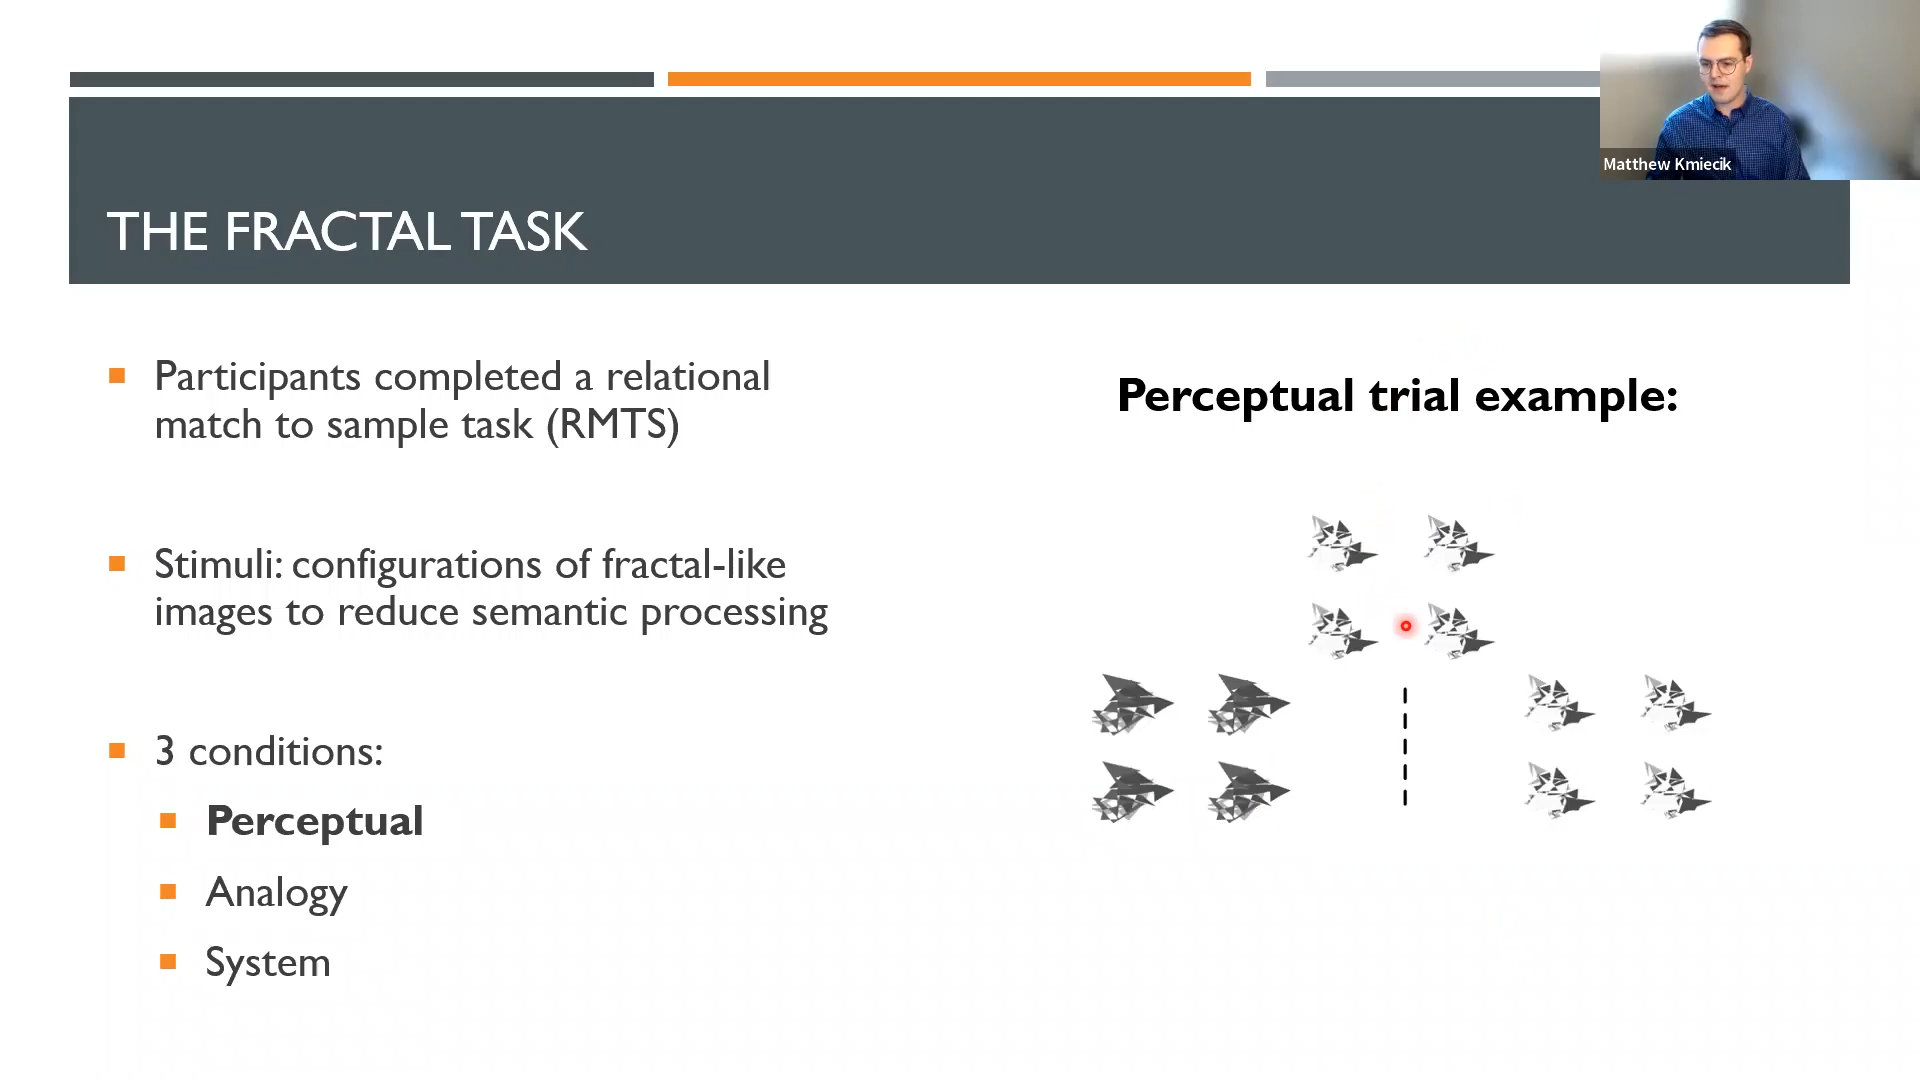 Matthew Kmiecik
THE FRACTAL TASK
Participants completed a relational
match to sample task (RMTS)
Stimuli: configurations of fractal-like
images to reduce semantic processing
3 conditions:
Perceptual
Analogy
System
Perceptual trial example: